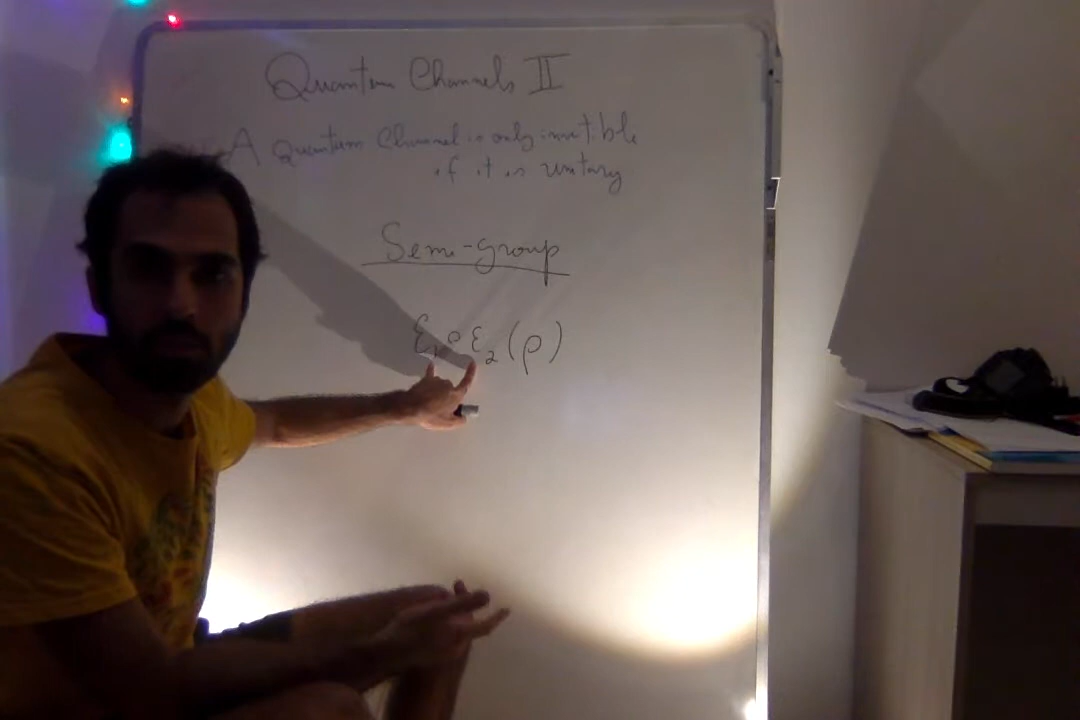 Quantum Channels II
A Quantum Channel is only invertible
if it is unitary
Semi-group
ε₁∘ε₂(ρ)